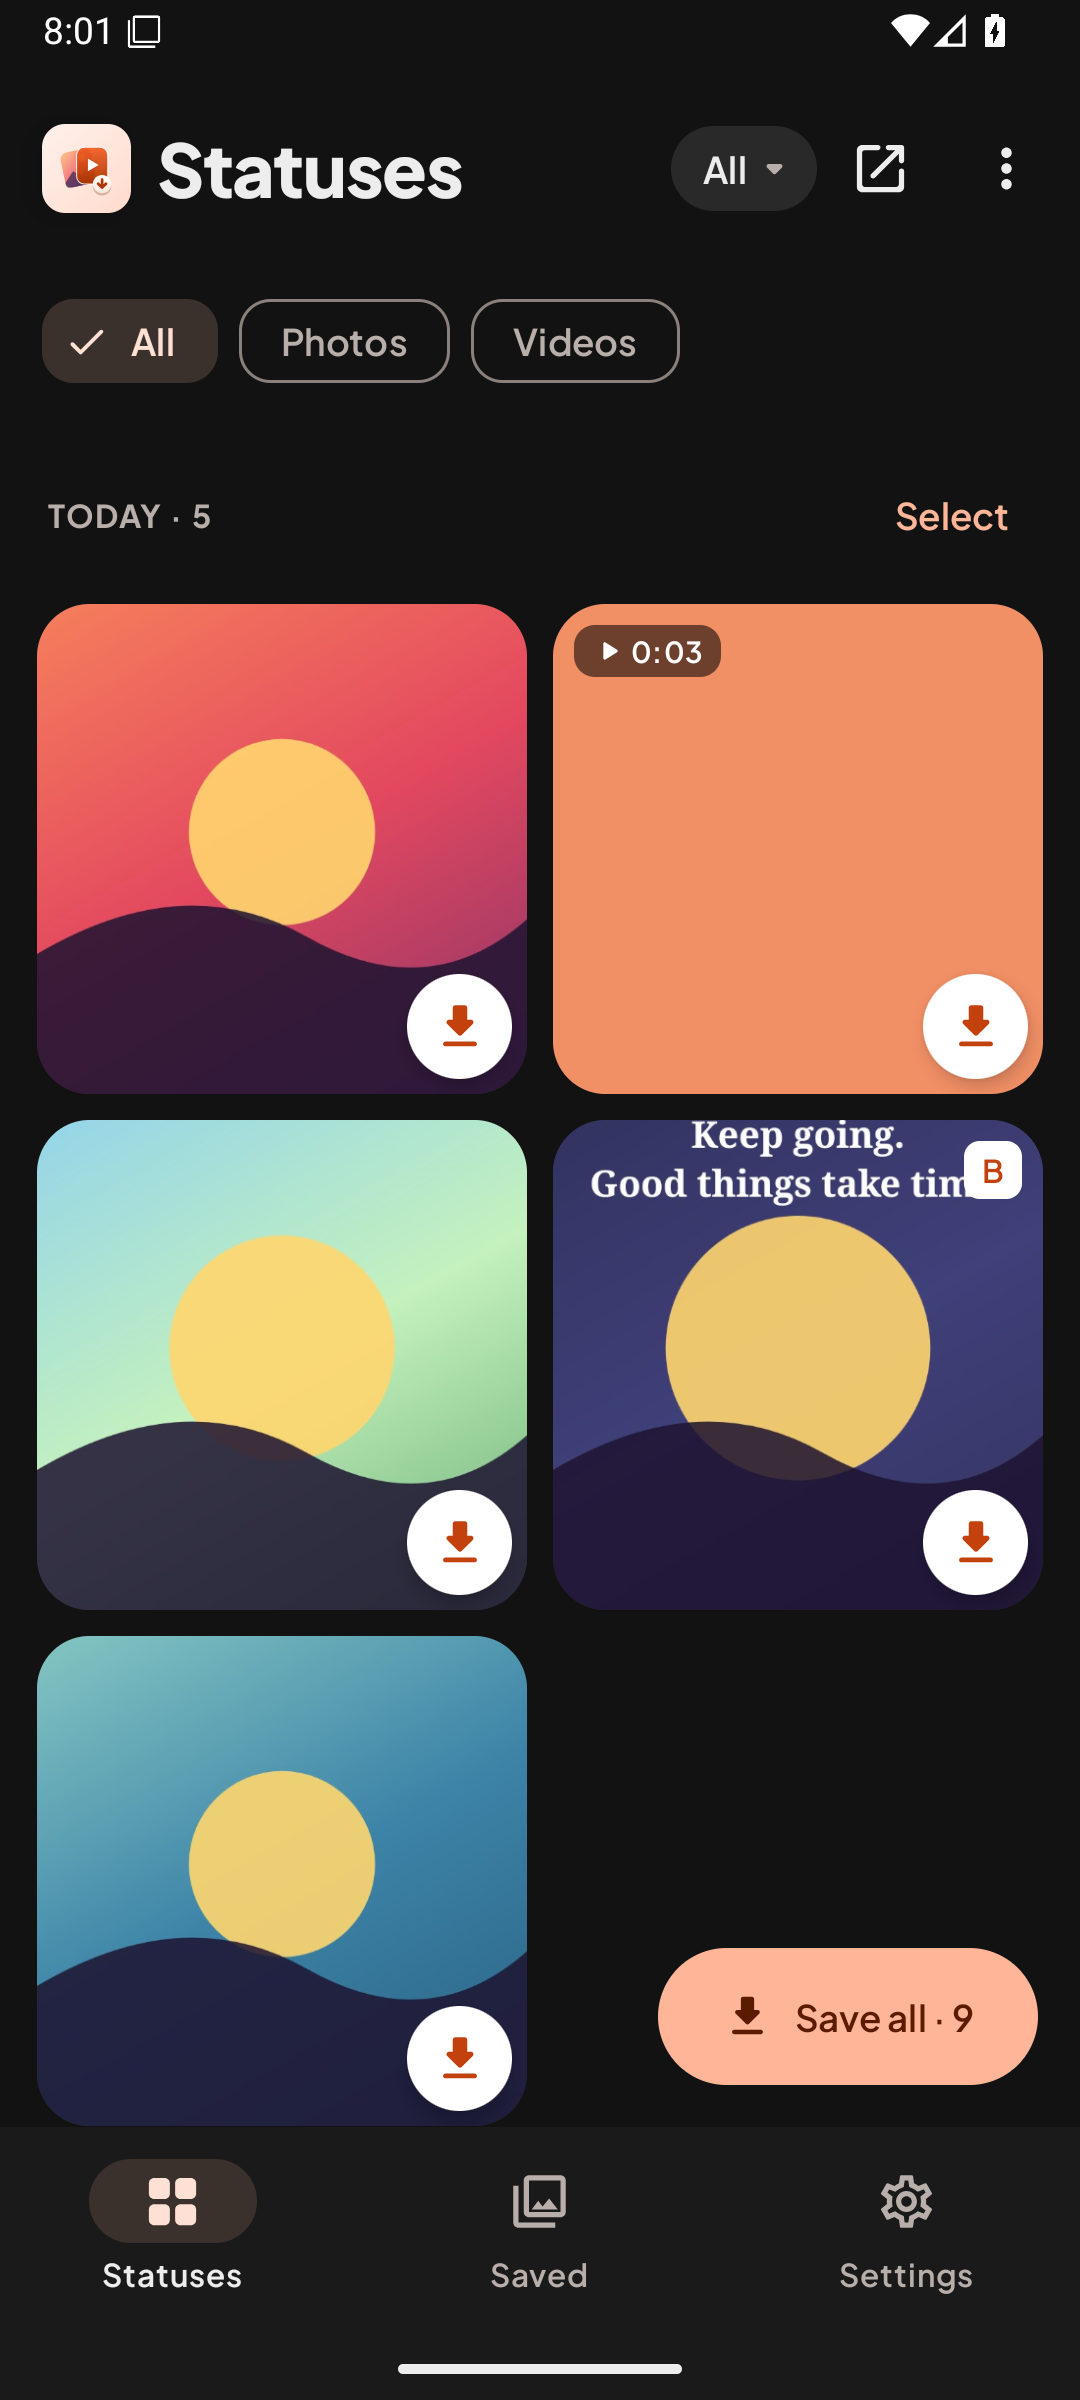 8:01
Statuses
All
All
Photos
Videos
TODAY · 5
Select
0:03
Keep going.
Good things take
B
Save all · 9
Statuses
Saved
Settings